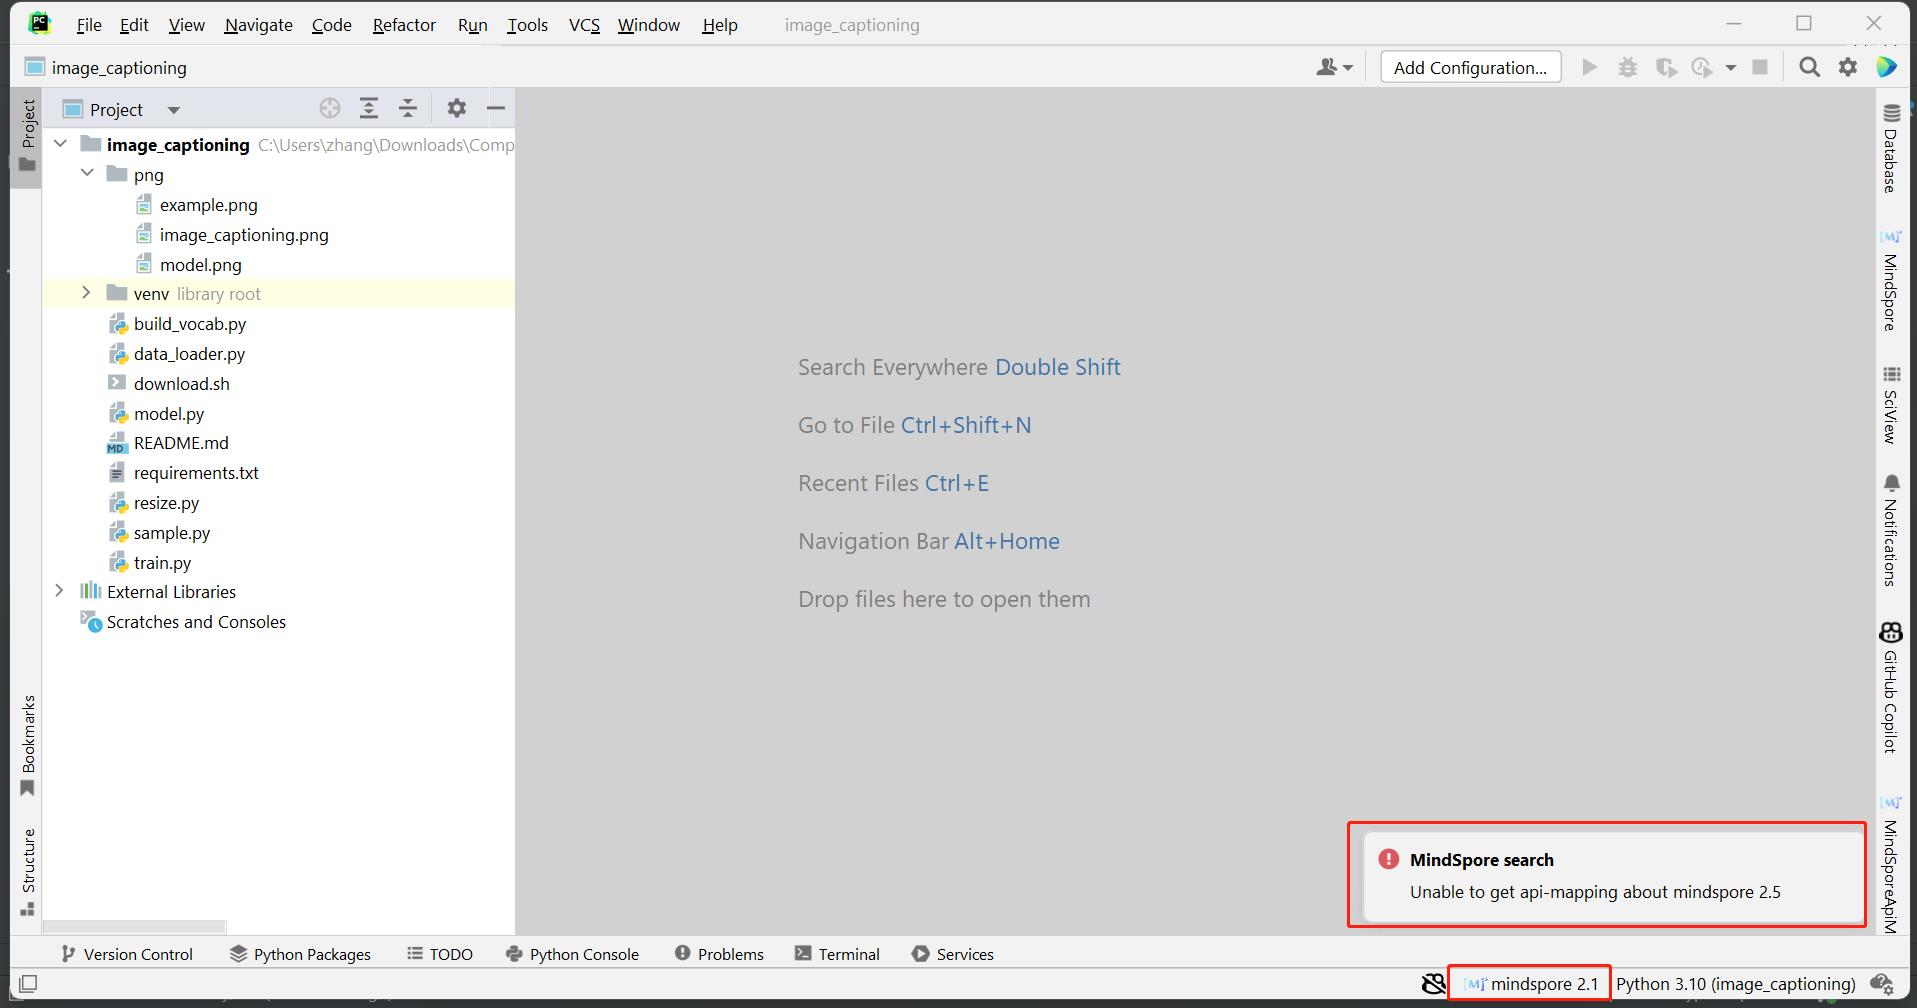 File Edit View Navigate Code Refactor Run Tools VCS Window Help image_captioning
image_captioning
Add Configuration...
Project
Project
image_captioning C:\Users\zhang\Downloads\Comp
png
example.png
image_captioning.png
model.png
venv library root
build_vocab.py
data_loader.py
download.sh
model.py
README.md
requirements.txt
resize.py
sample.py
train.py
External Libraries
Scratches and Consoles
Bookmarks
Structure
Search Everywhere Double Shift
Go to File Ctrl+Shift+N
Recent Files Ctrl+E
Navigation Bar Alt+Home
Drop files here to open them
Database
MindSpore
SciView
Notifications
GitHub Copilot
MindSporeApiM
MindSpore search
Unable to get api-mapping about mindspore 2.5
Version Control Python Packages TODO Python Console Problems Terminal Services
mindspore 2.1 Python 3.10 (image_captioning)